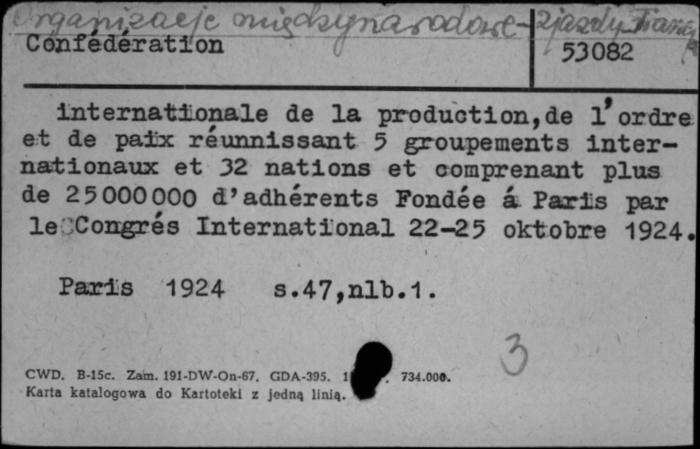 Organizacje międzynarodowe - zjazdy
Confédération
53082
internationale de la production,de l'ordre
et de paix réunnissant 5 groupements inter-
nationaux et 32 nations et comprenant plus
de 25000000 d'adhérents Fondée á Paris par
le Congrés International 22-25 oktobre 1924.
Paris 1924 s.47,nlb.1.
3
CWD. B-15c. Zam. 191-DW-On-67. GDA-395. 734.000.
Karta katalogowa do Kartoteki z jedną linią.